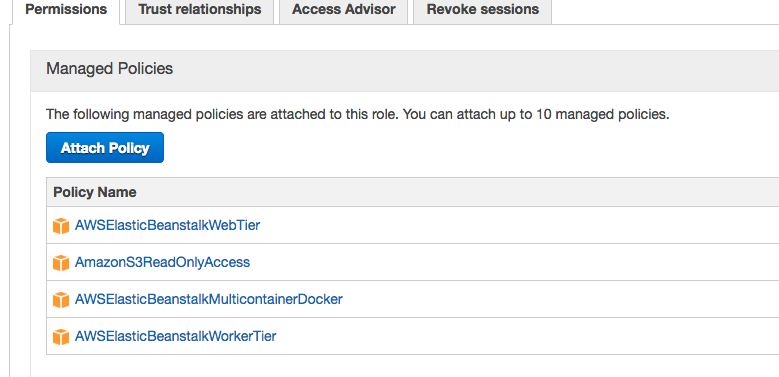 Permissions Trust relationships Access Advisor Revoke sessions
Managed Policies
The following managed policies are attached to this role. You can attach up to 10 managed policies.
Attach Policy
Policy Name
AWSElasticBeanstalkWebTier
AmazonS3ReadOnlyAccess
AWSElasticBeanstalkMulticontainerDocker
AWSElasticBeanstalkWorkerTier